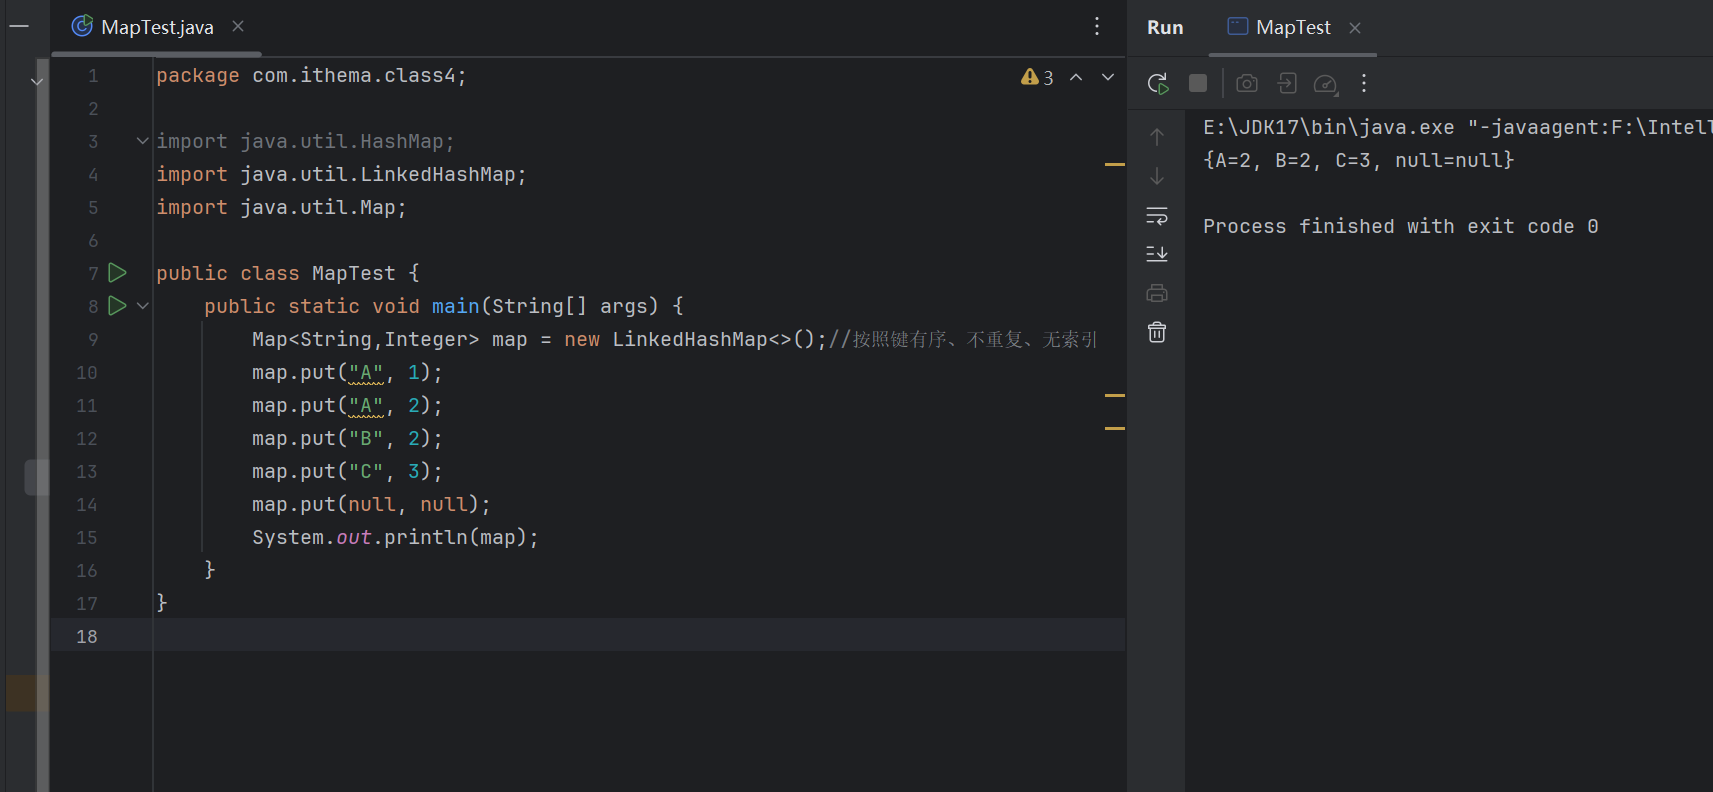 MapTest.java
3
1 package com.ithema.class4;
2
3 import java.util.HashMap;
4 import java.util.LinkedHashMap;
5 import java.util.Map;
6
7 public class MapTest {
8 public static void main(String[] args) {
9 Map<String,Integer> map = new LinkedHashMap<>();//按照键有序、不重复、无索引
10 map.put("A", 1);
11 map.put("A", 2);
12 map.put("B", 2);
13 map.put("C", 3);
14 map.put(null, null);
15 System.out.println(map);
16 }
17 }
18
Run MapTest
E:\JDK17\bin\java.exe "-javaagent:F:\Intell
{A=2, B=2, C=3, null=null}
Process finished with exit code 0